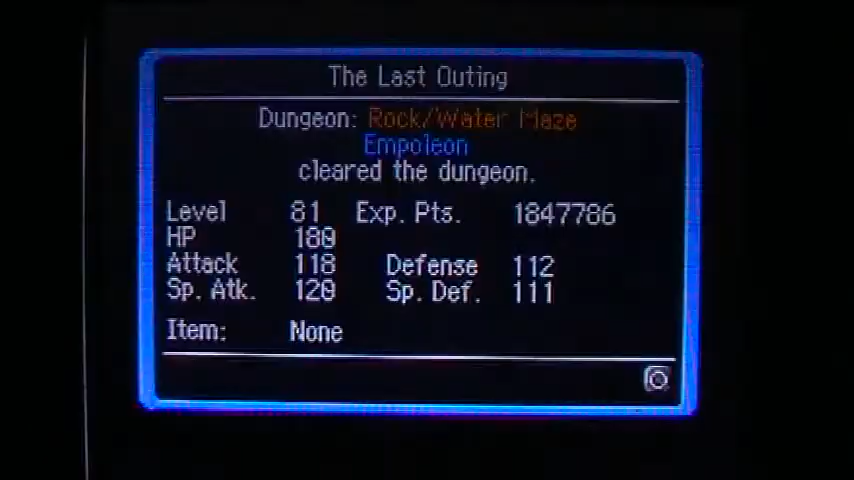 The Last Outing
Dungeon: Rock/Water Maze
Empoleon
cleared the dungeon.
Level 81 Exp. Pts. 1847786
HP 180
Attack 118 Defense 112
Sp. Atk. 120 Sp. Def. 111
Item: None